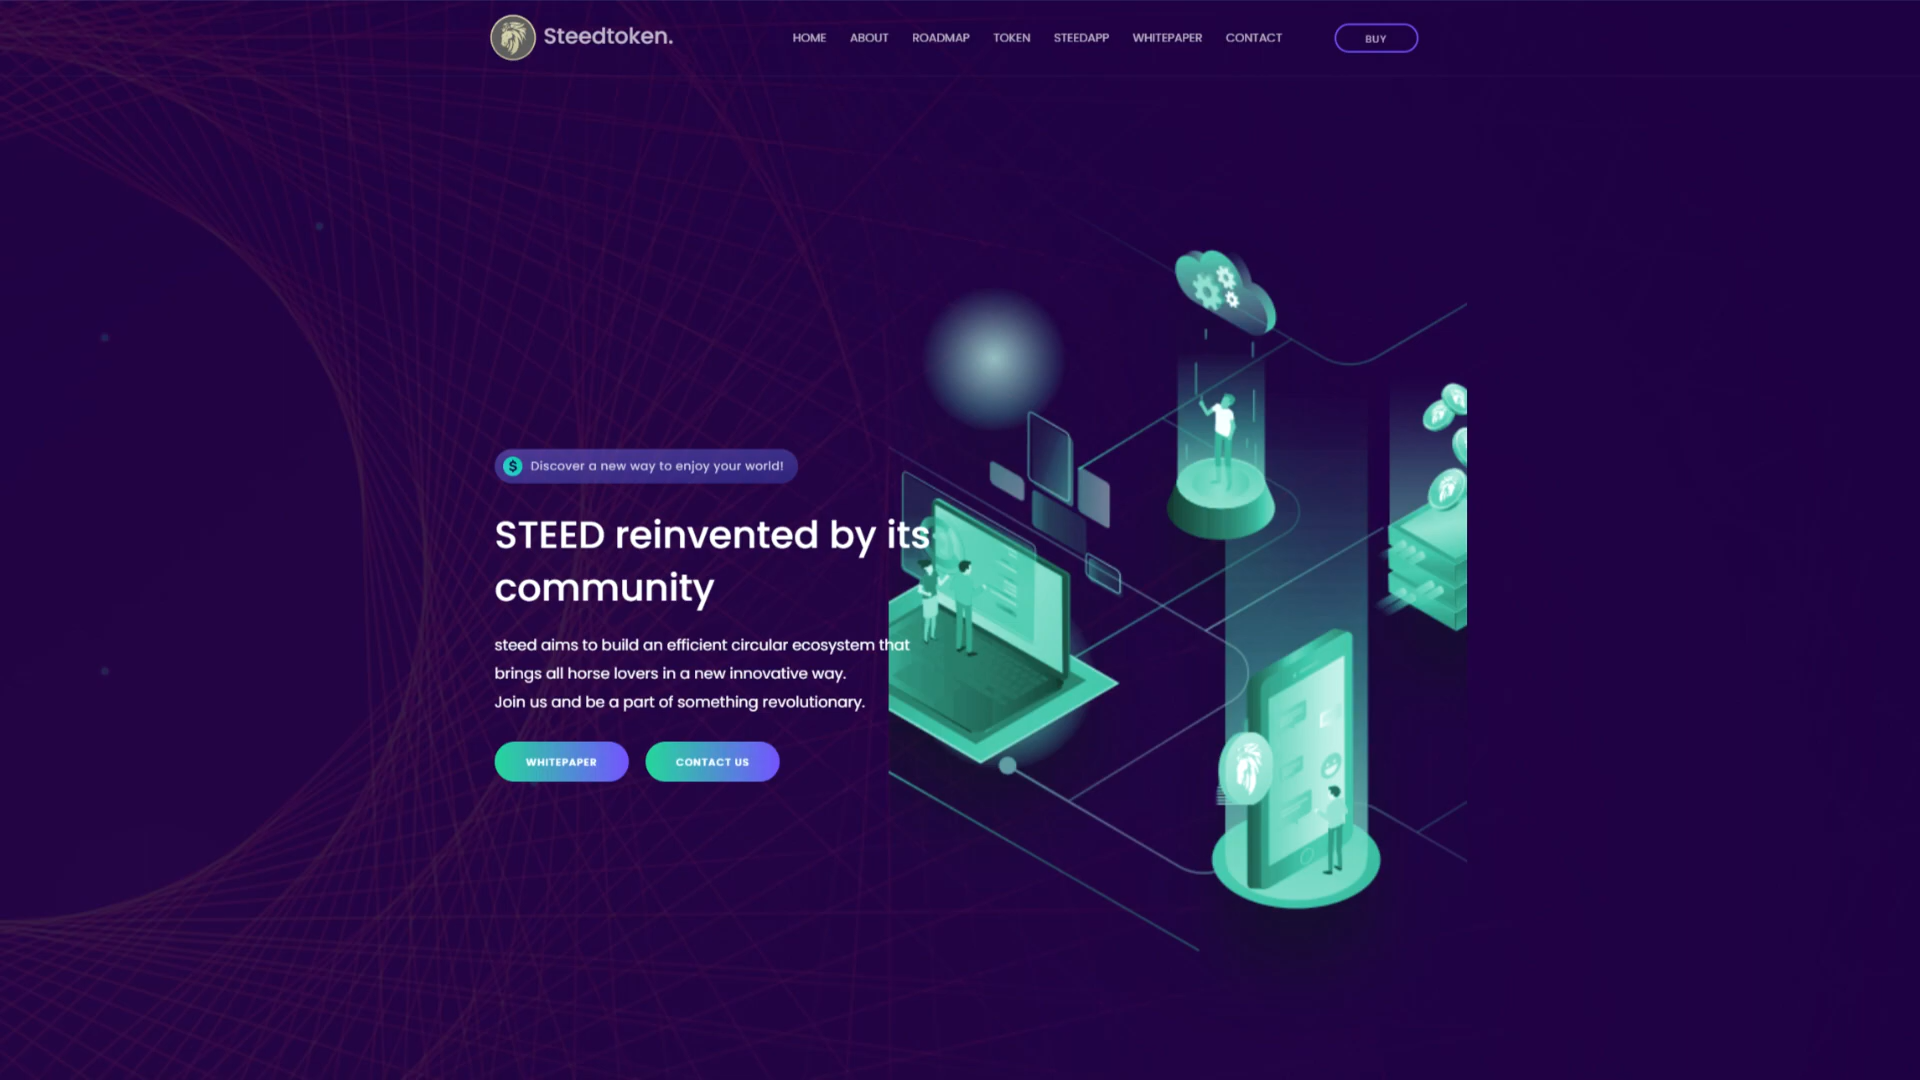 Steedtoken.
HOME ABOUT ROADMAP TOKEN STEEDAPP WHITEPAPER CONTACT BUY
$ Discover a new way to enjoy your world!
STEED reinvented by its
community
steed aims to build an efficient circular ecosystem that
brings all horse lovers in a new innovative way.
Join us and be a part of something revolutionary.
WHITEPAPER CONTACT US